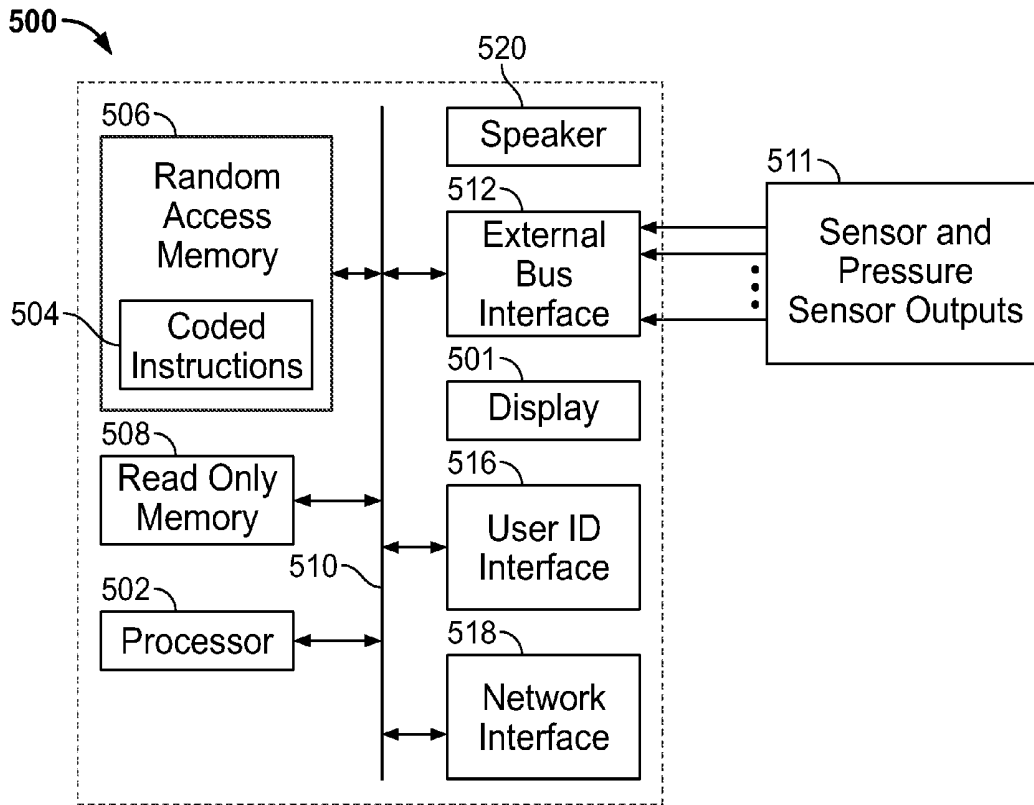 500
520
506
Speaker
511
Random
Access
Memory
512
External
Bus
Interface
Sensor and
Pressure
Sensor Outputs
504
Coded
Instructions
501
Display
508
Read Only
Memory
516
User ID
Interface
510
502
Processor
518
Network
Interface